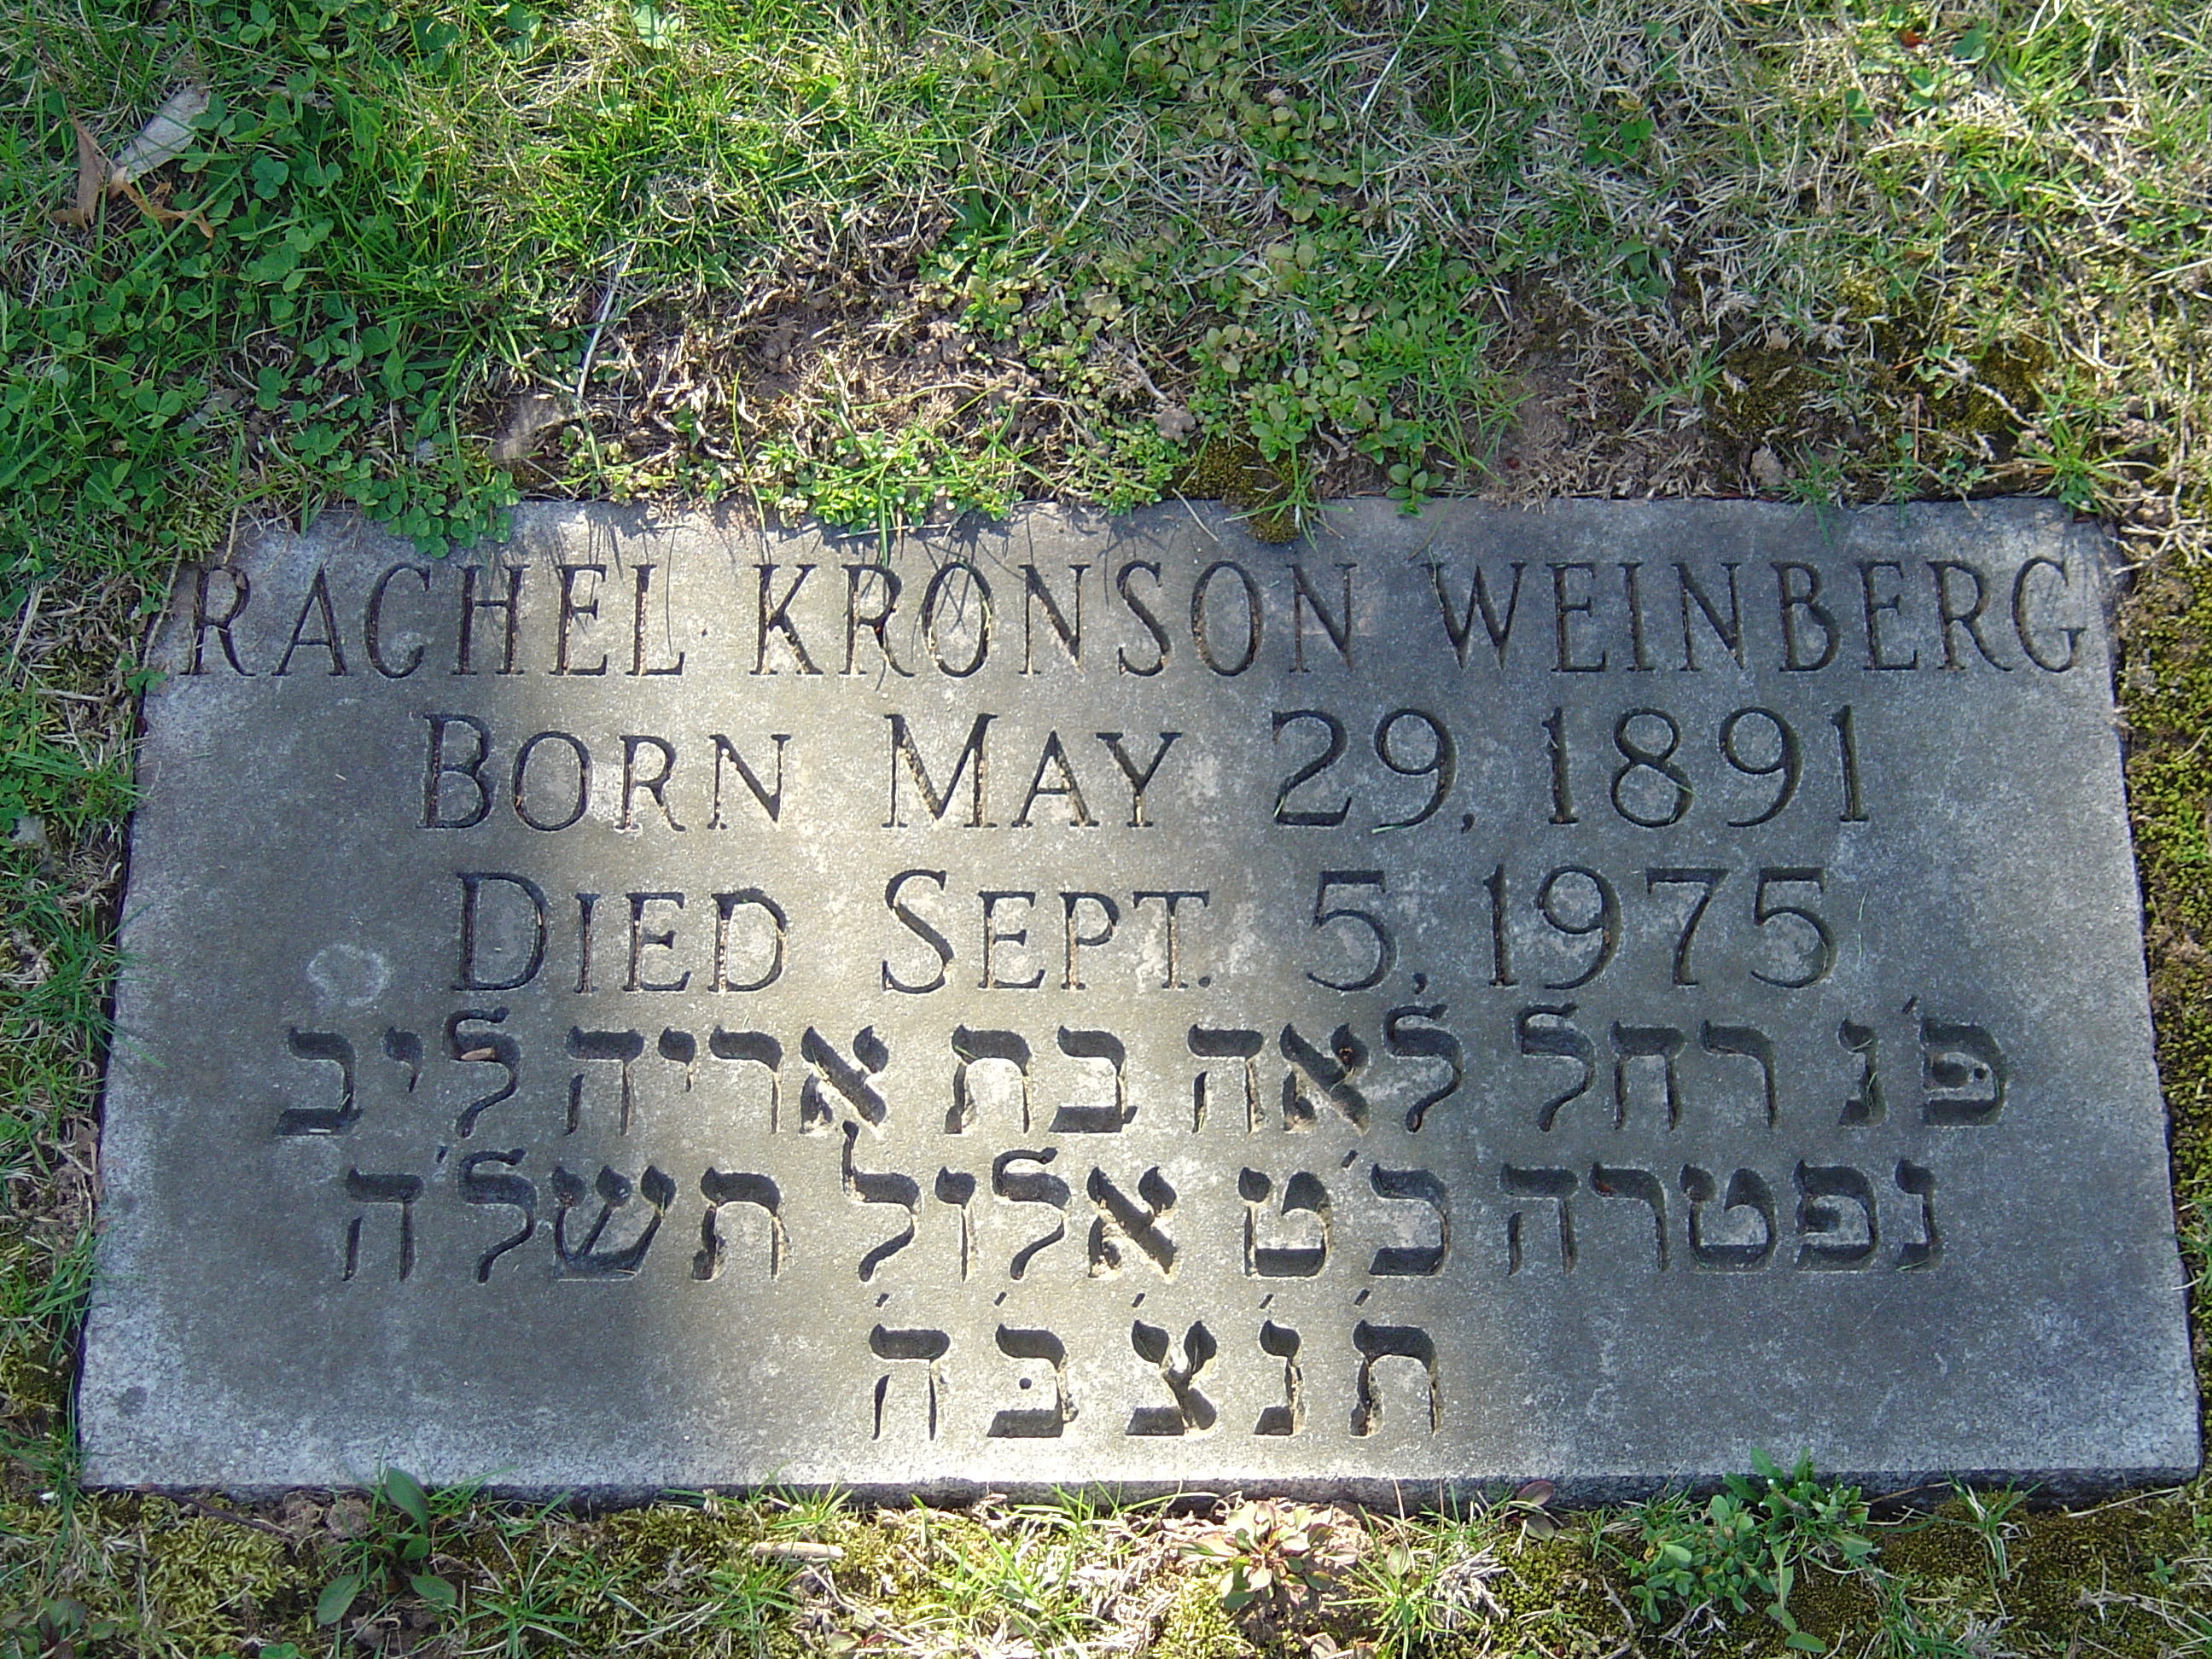 RACHEL KRONSON WEINBERG
BORN MAY 29, 1891
DIED SEPT. 5, 1975
פ'נ רחל לאה בת אריה ליב
נפטרה כ'ט אלול תשל'ה
ת'נ'צ'ב'ה'